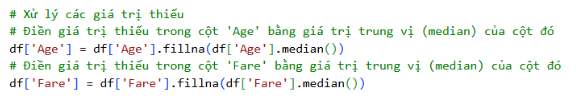 # Xử lý các giá trị thiếu
# Điền giá trị thiếu trong cột 'Age' bằng giá trị trung vị (median) của cột đó
df['Age'] = df['Age'].fillna(df['Age'].median())
# Điền giá trị thiếu trong cột 'Fare' bằng giá trị trung vị (median) của cột đó
df['Fare'] = df['Fare'].fillna(df['Fare'].median())